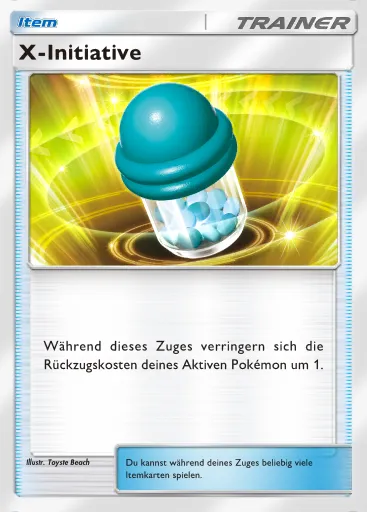 Item
TRAINER
X-Initiative
Während dieses Zuges verringern sich die
Rückzugskosten deines Aktiven Pokémon um 1.
Illustr. Toyste Beach
Du kannst während deines Zuges beliebig viele
Itemkarten spielen.